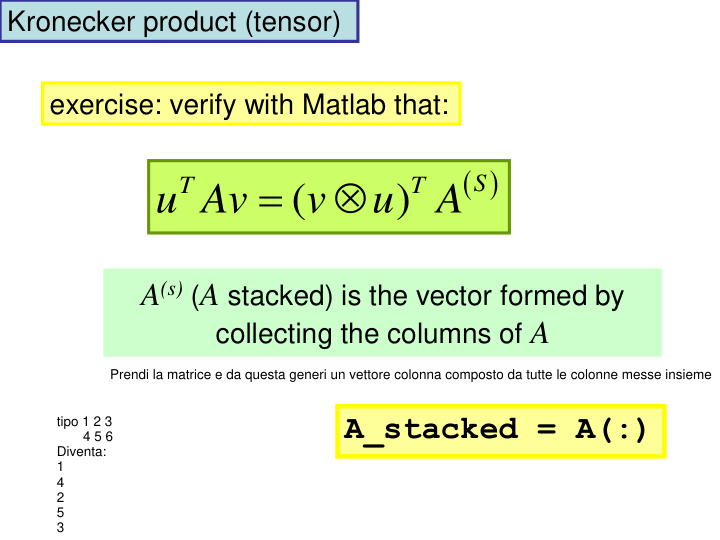 Kronecker product (tensor)
exercise: verify with Matlab that:
u^T Av = (v ⊗ u)^T A^(S)
A^(s) (A stacked) is the vector formed by
collecting the columns of A
Prendi la matrice e da questa generi un vettore colonna composto da tutte le colonne messe insieme
A_stacked = A(:)
tipo 1 2 3
4 5 6
Diventa:
1
4
2
5
3